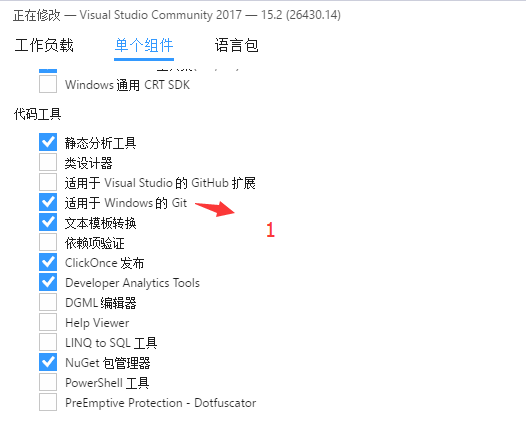 正在修改 — Visual Studio Community 2017 — 15.2 (26430.14)
工作负载 单个组件 语言包
Windows 通用 CRT SDK
代码工具
静态分析工具
类设计器
适用于 Visual Studio 的 GitHub 扩展
适用于 Windows 的 Git
1
文本模板转换
依赖项验证
ClickOnce 发布
Developer Analytics Tools
DGML 编辑器
Help Viewer
LINQ to SQL 工具
NuGet 包管理器
PowerShell 工具
PreEmptive Protection - Dotfuscator